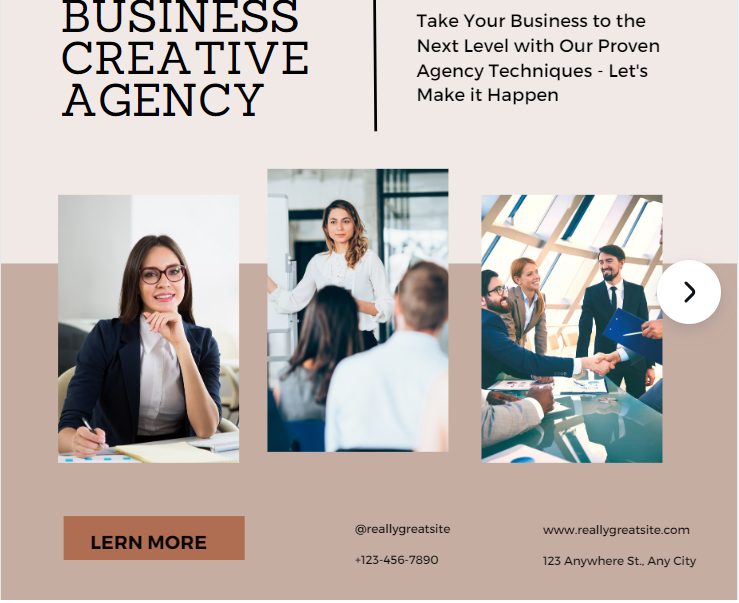 BUSINESS
CREATIVE
AGENCY
Take Your Business to the
Next Level with Our Proven
Agency Techniques - Let's
Make it Happen
LERN MORE
@reallygreatsite
+123-456-7890
www.reallygreatsite.com
123 Anywhere St., Any City